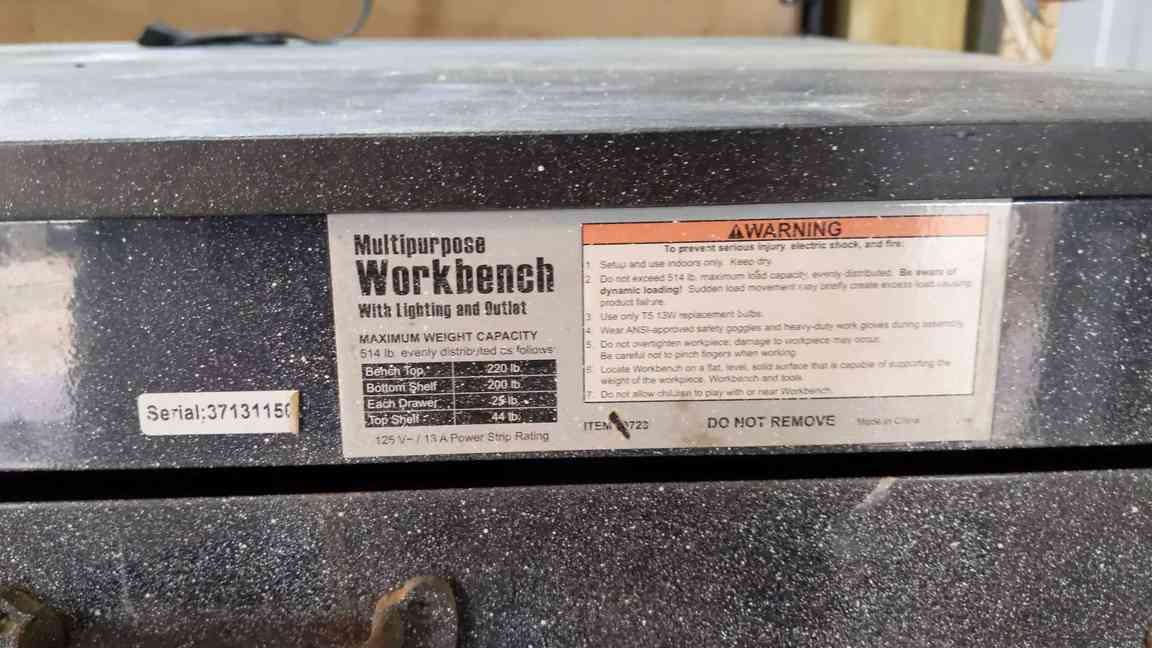 Multipurpose
Workbench
With Lighting and Outlet
MAXIMUM WEIGHT CAPACITY
514 lb. evenly distributed as follows:
Bench Top 220 lb.
Bottom Shelf 200 lb.
Each Drawer 25 lb.
Top Shelf 44 lb.
125 V~ / 13 A Power Strip Rating
Serial:3713115
WARNING
To prevent serious injury, electric shock, and fire:
1. Setup and use indoors only. Keep dry.
2. Do not exceed 514 lb. maximum load capacity, evenly distributed. Be aware of
dynamic loading! Sudden load movement may briefly create excess load causing
product failure.
3. Use only T5 13W replacement bulbs.
4. Wear ANSI-approved safety goggles and heavy-duty work gloves during assembly.
5. Do not overtighten workpiece; damage to workpiece may occur.
Be careful not to pinch fingers when working.
6. Locate Workbench on a flat, level, solid surface that is capable of supporting the
weight of the workpiece, Workbench and tools.
7. Do not allow children to play with or near Workbench.
ITEM 723
DO NOT REMOVE
Made in China